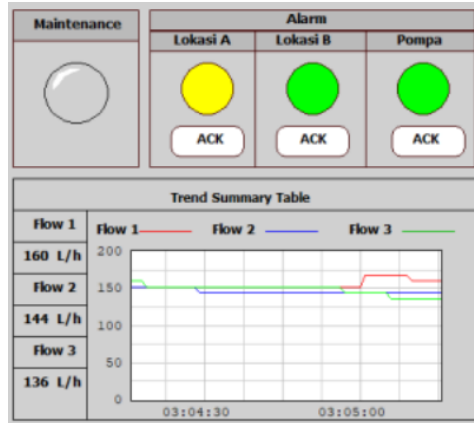 Maintenance
Alarm
Lokasi A Lokasi B Pompa
ACK ACK ACK
Trend Summary Table
Flow 1
160 L/h
Flow 2
144 L/h
Flow 3
136 L/h
Flow 1 Flow 2 Flow 3
200
150
100
50
0
03:04:30 03:05:00